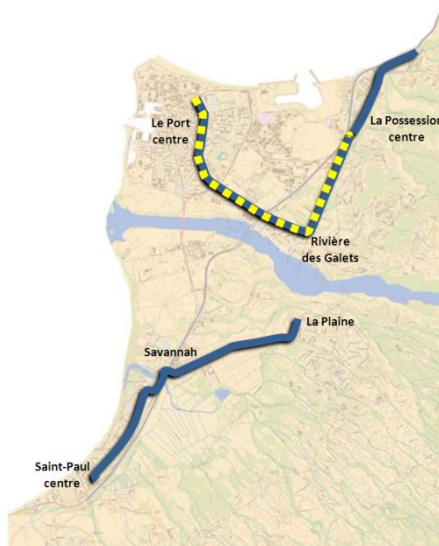 Le Port
centre
La Possession
centre
Rivière
des Galets
La Plaine
Savannah
Saint-Paul
centre